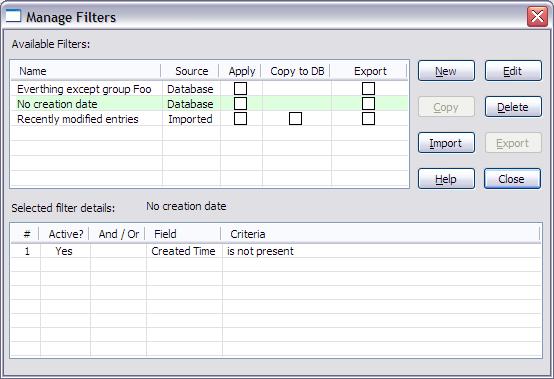 Manage Filters
Available Filters:
Name Source Apply Copy to DB Export
Everthing except group Foo Database
No creation date Database
Recently modified entries Imported
New Edit
Copy Delete
Import Export
Help Close
Selected filter details: No creation date
# Active? And / Or Field Criteria
1 Yes Created Time is not present